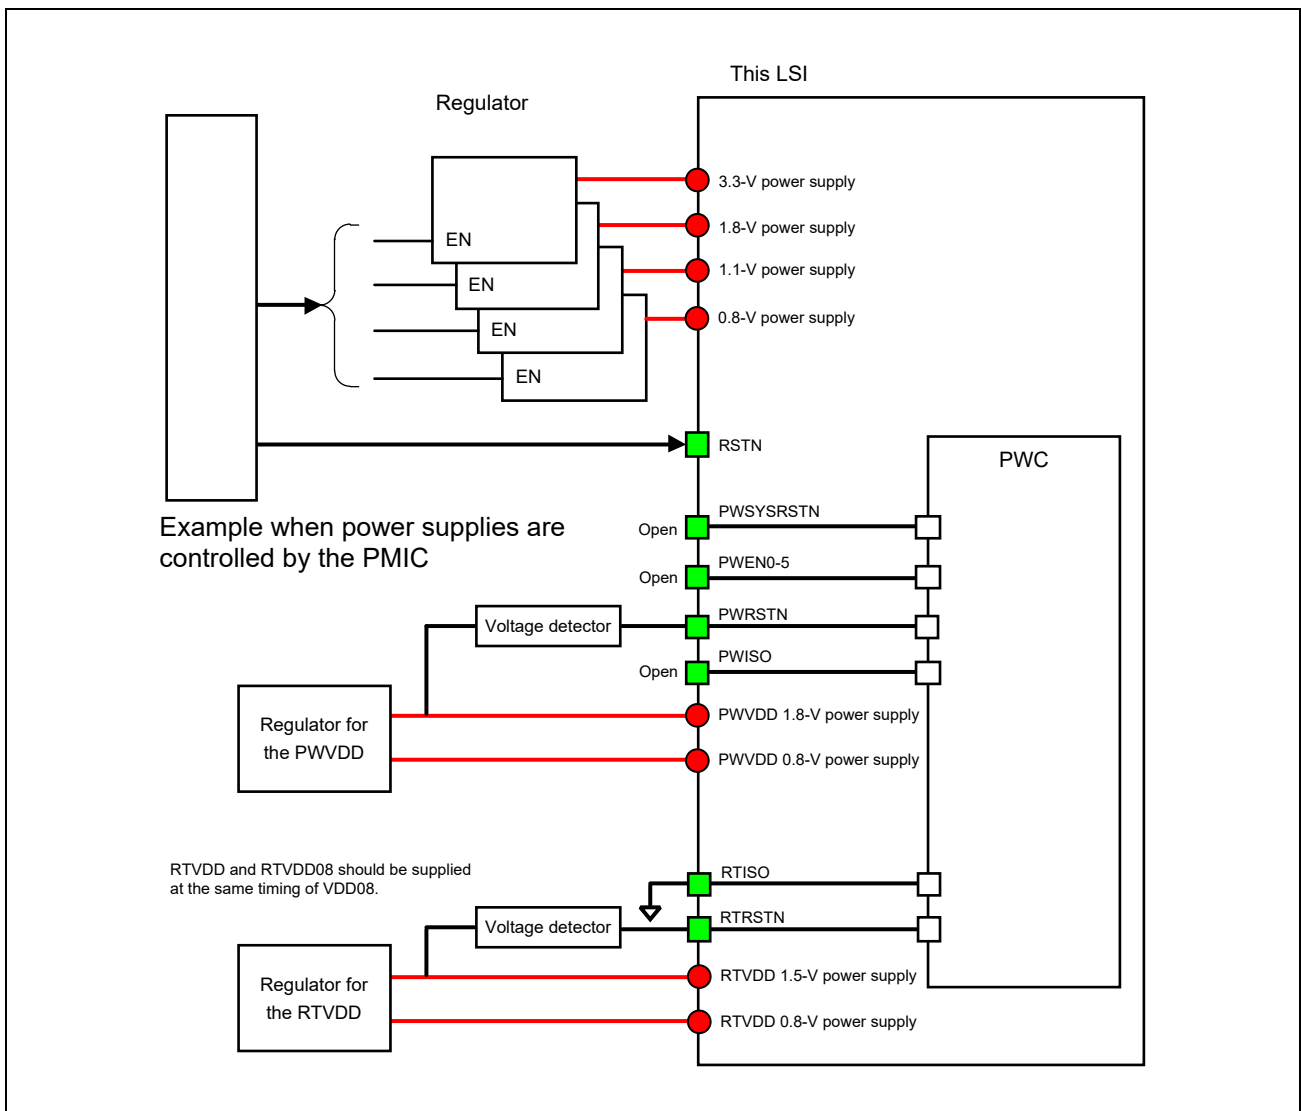 This LSI
Regulator
3.3-V power supply
1.8-V power supply
1.1-V power supply
0.8-V power supply
EN
EN
EN
EN
RSTN
PWC
Example when power supplies are
controlled by the PMIC
Open
PWSYSRSTN
Open
PWEN0-5
Voltage detector
PWRSTN
Open
PWISO
Regulator for
the PWVDD
PWVDD 1.8-V power supply
PWVDD 0.8-V power supply
RTVDD and RTVDD08 should be supplied
at the same timing of VDD08.
RTISO
Voltage detector
RTRSTN
Regulator for
the RTVDD
RTVDD 1.5-V power supply
RTVDD 0.8-V power supply